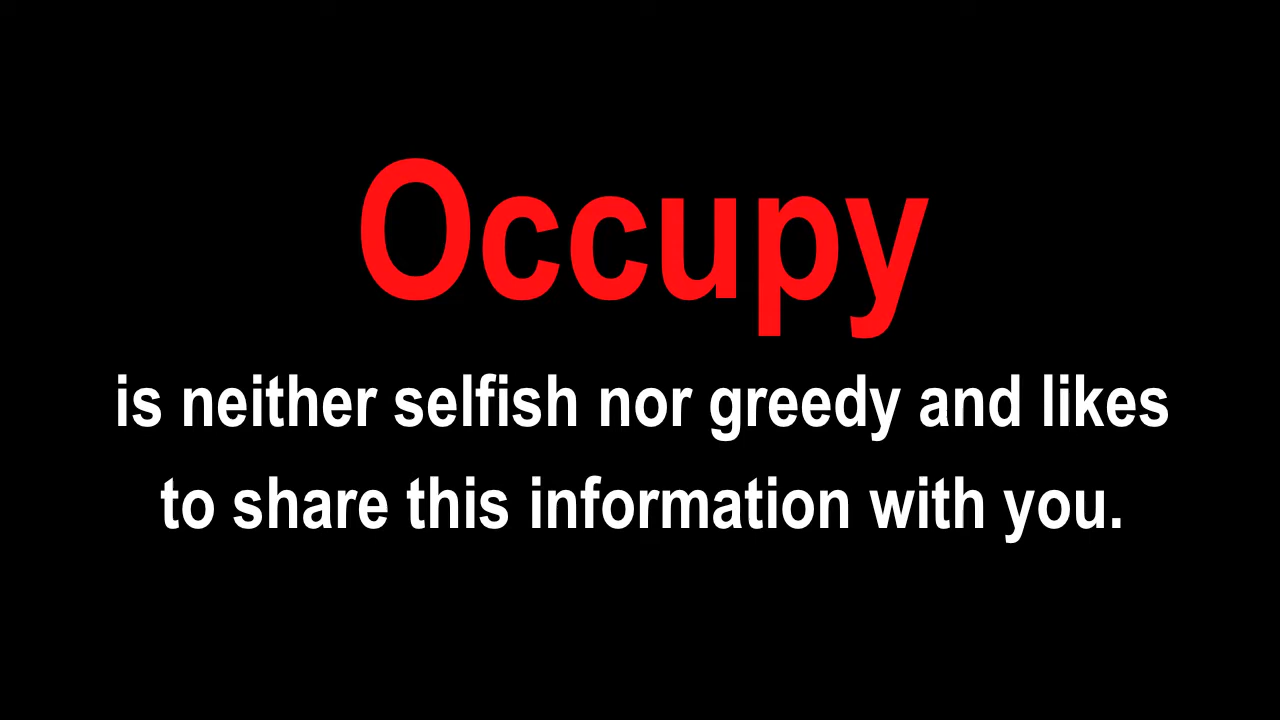 Occupy
is neither selfish nor greedy and likes
to share this information with you.